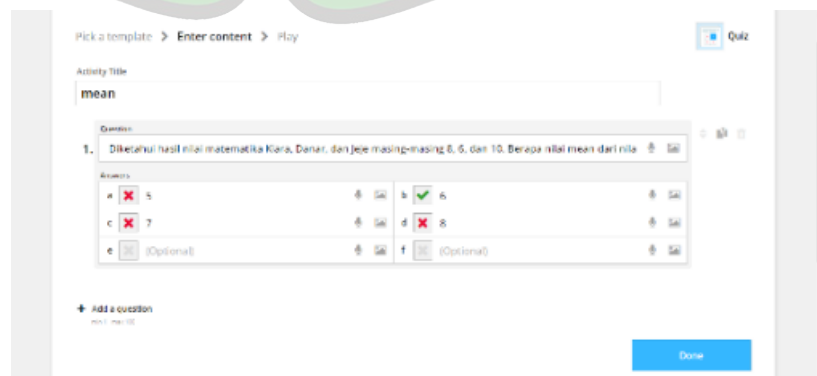 Pick a template > Enter content > Play
Quiz
Activity Title
mean
Question
1. Diketahui hasil nilai matematika Kiara, Danar, dan Jeje masing-masing 8, 6, dan 10. Berapa nilai mean dari nila
Answers
a 5 b 6
c 7 d 8
e (Optional) f (Optional)
+ Add a question
Done